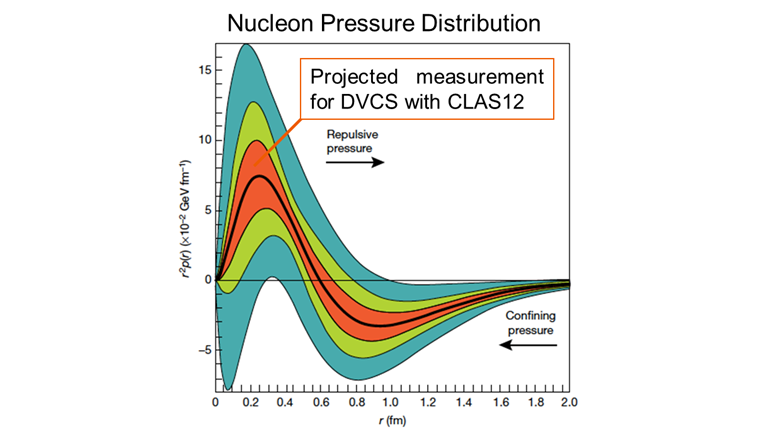 Nucleon Pressure Distribution
Projected measurement
for DVCS with CLAS12
Repulsive
pressure
15
10
5
0
−5
r²p(r) (×10⁻² GeV fm⁻¹)
Confining
pressure
0 0.2 0.4 0.6 0.8 1.0 1.2 1.4 1.6 1.8 2.0
r (fm)